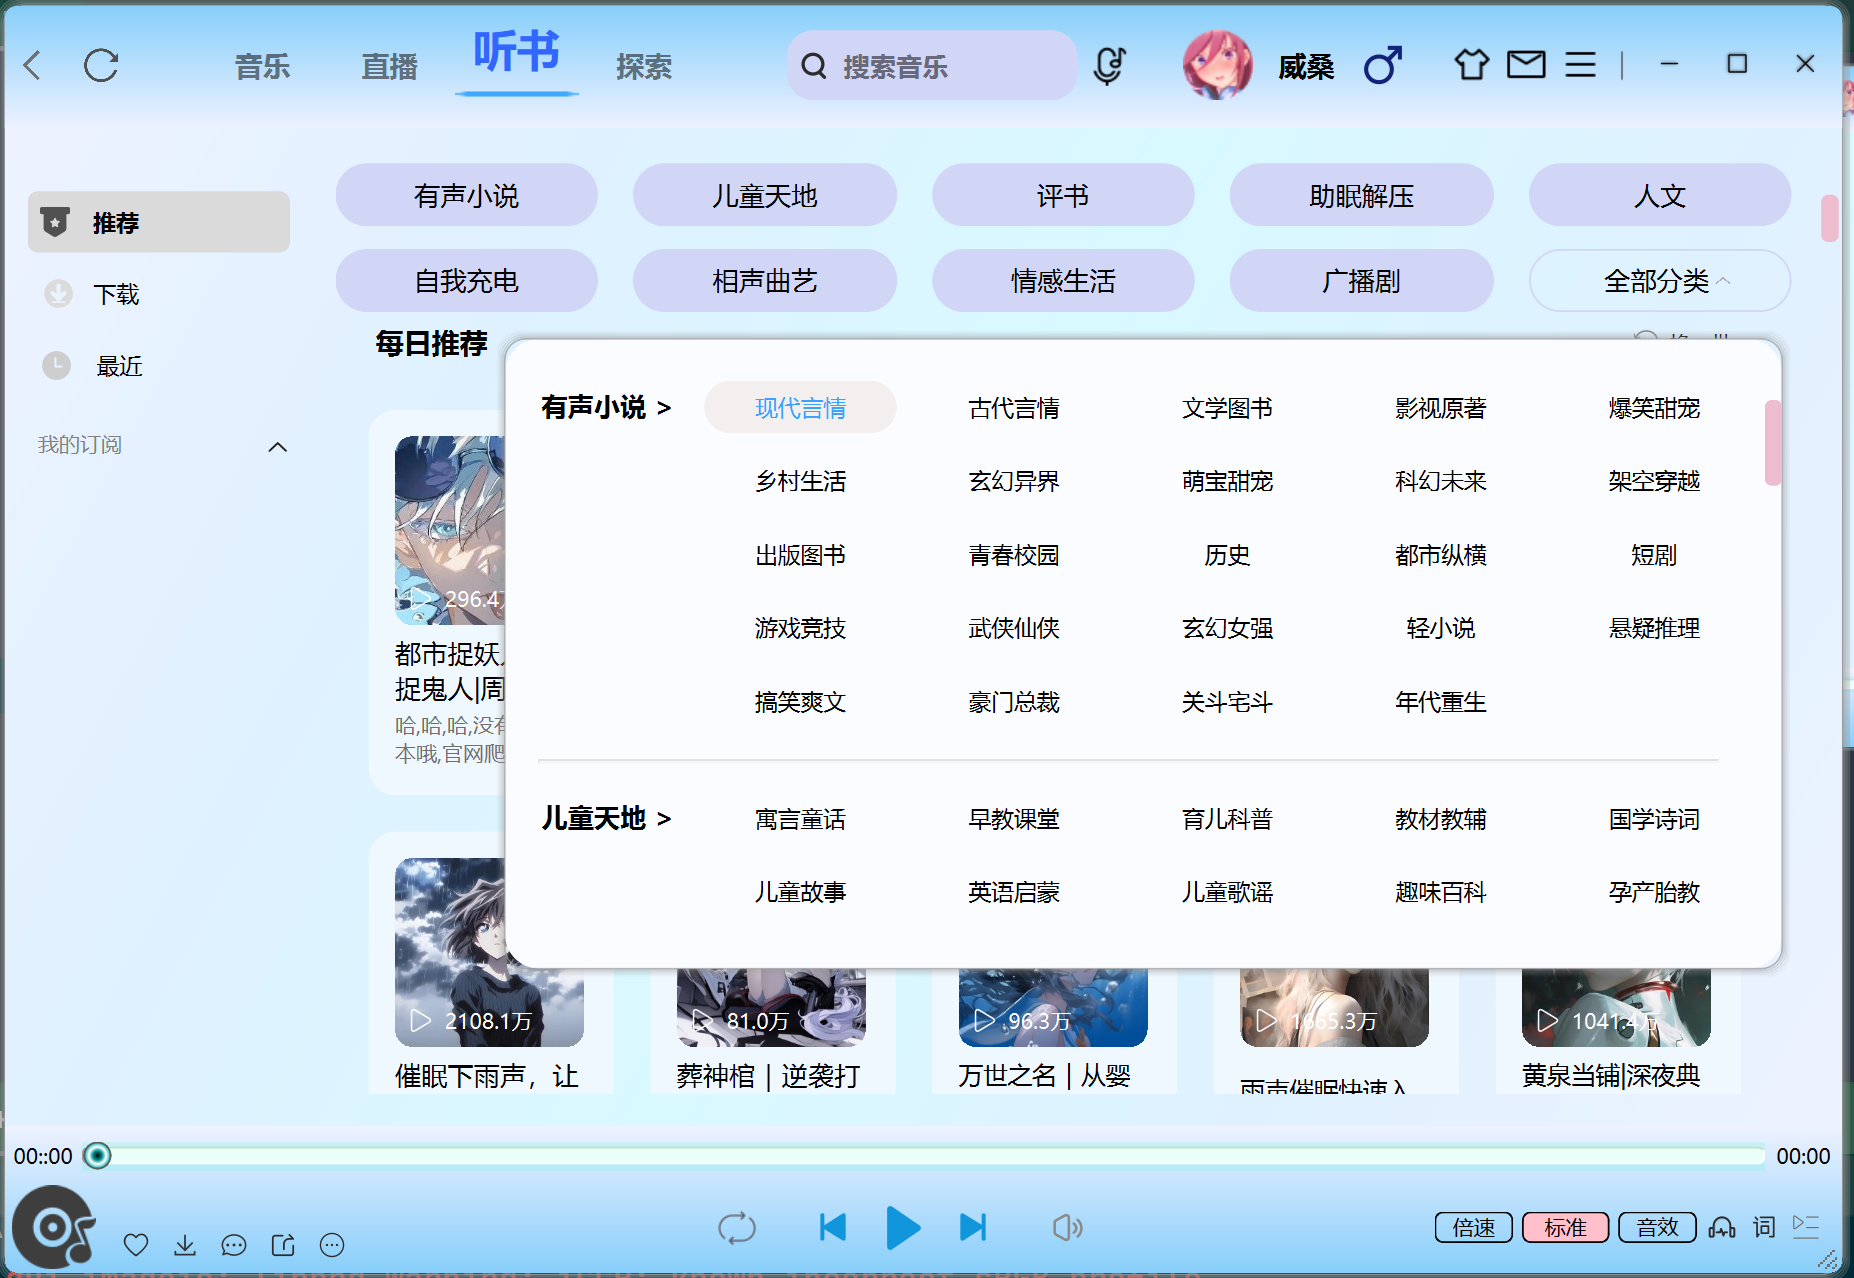 音乐 直播 听书 探索 搜索音乐 威桑
有声小说 儿童天地 评书 助眠解压 人文
自我充电 相声曲艺 情感生活 广播剧 全部分类
推荐
下载
最近
我的订阅
每日推荐
有声小说 > 现代言情 古代言情 文学图书 影视原著 爆笑甜宠
乡村生活 玄幻异界 萌宝甜宠 科幻未来 架空穿越
出版图书 青春校园 历史 都市纵横 短剧
游戏竞技 武侠仙侠 玄幻女强 轻小说 悬疑推理
搞笑爽文 豪门总裁 关斗宅斗 年代重生
儿童天地 > 寓言童话 早教课堂 育儿科普 教材教辅 国学诗词
儿童故事 英语启蒙 儿童歌谣 趣味百科 孕产胎教
296.4
都市捉妖
捉鬼人|周
哈,哈,哈,没有
本哦,官网爬
2108.1万 81.0万 96.3万 1665.3万 1041.4万
催眠下雨声，让 葬神棺｜逆袭打 万世之名｜从婴 雨声催眠快速入 黄泉当铺|深夜典
00::00 00:00
倍速 标准 音效 词